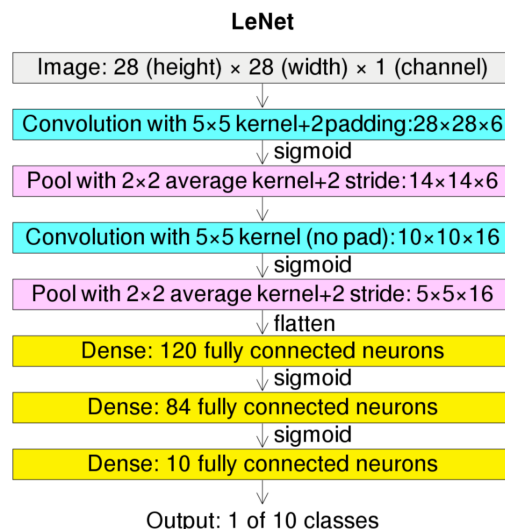 LeNet
Image: 28 (height) × 28 (width) × 1 (channel)
Convolution with 5×5 kernel+2padding:28×28×6
sigmoid
Pool with 2×2 average kernel+2 stride:14×14×6
Convolution with 5×5 kernel (no pad):10×10×16
sigmoid
Pool with 2×2 average kernel+2 stride: 5×5×16
flatten
Dense: 120 fully connected neurons
sigmoid
Dense: 84 fully connected neurons
sigmoid
Dense: 10 fully connected neurons
Output: 1 of 10 classes